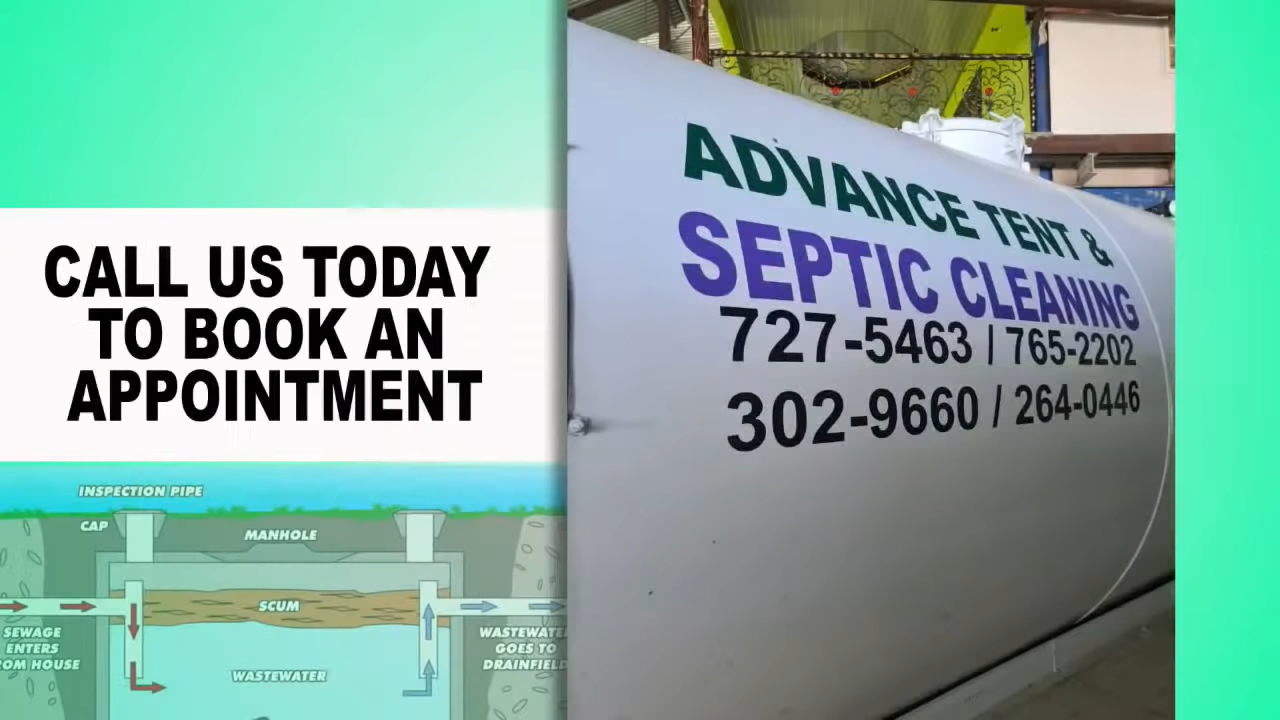 CALL US TODAY
TO BOOK AN
APPOINTMENT
ADVANCE TENT &
SEPTIC CLEANING
727-5463 / 765-2202
302-9660 / 264-0446
INSPECTION PIPE
CAP
MANHOLE
SCUM
SEWAGE
ENTERS
ROM HOUSE
WASTEWATER
GOES TO
DRAINFIELD
WASTEWATER